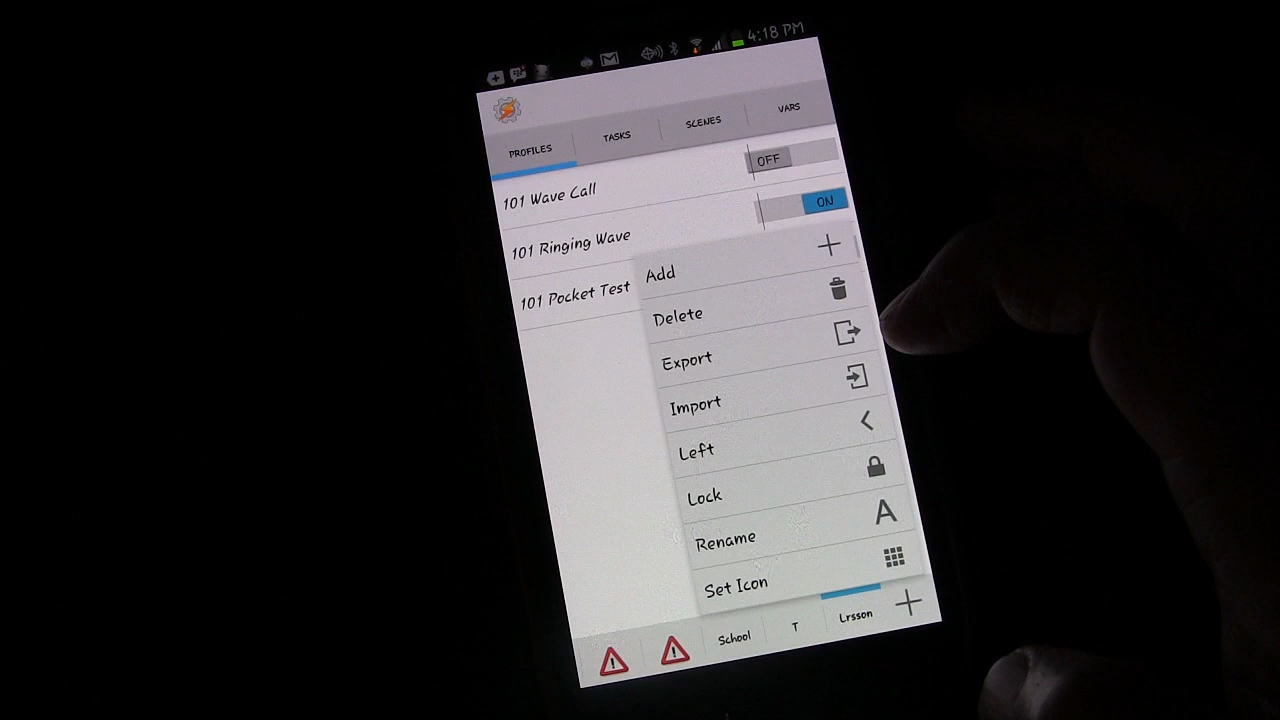 4:18 PM
PROFILES TASKS SCENES VARS
101 Wave Call OFF
101 Ringing Wave ON
101 Pocket Test
Add
Delete
Export
Import
Left
Lock
Rename A
Set Icon
School T Lrsson